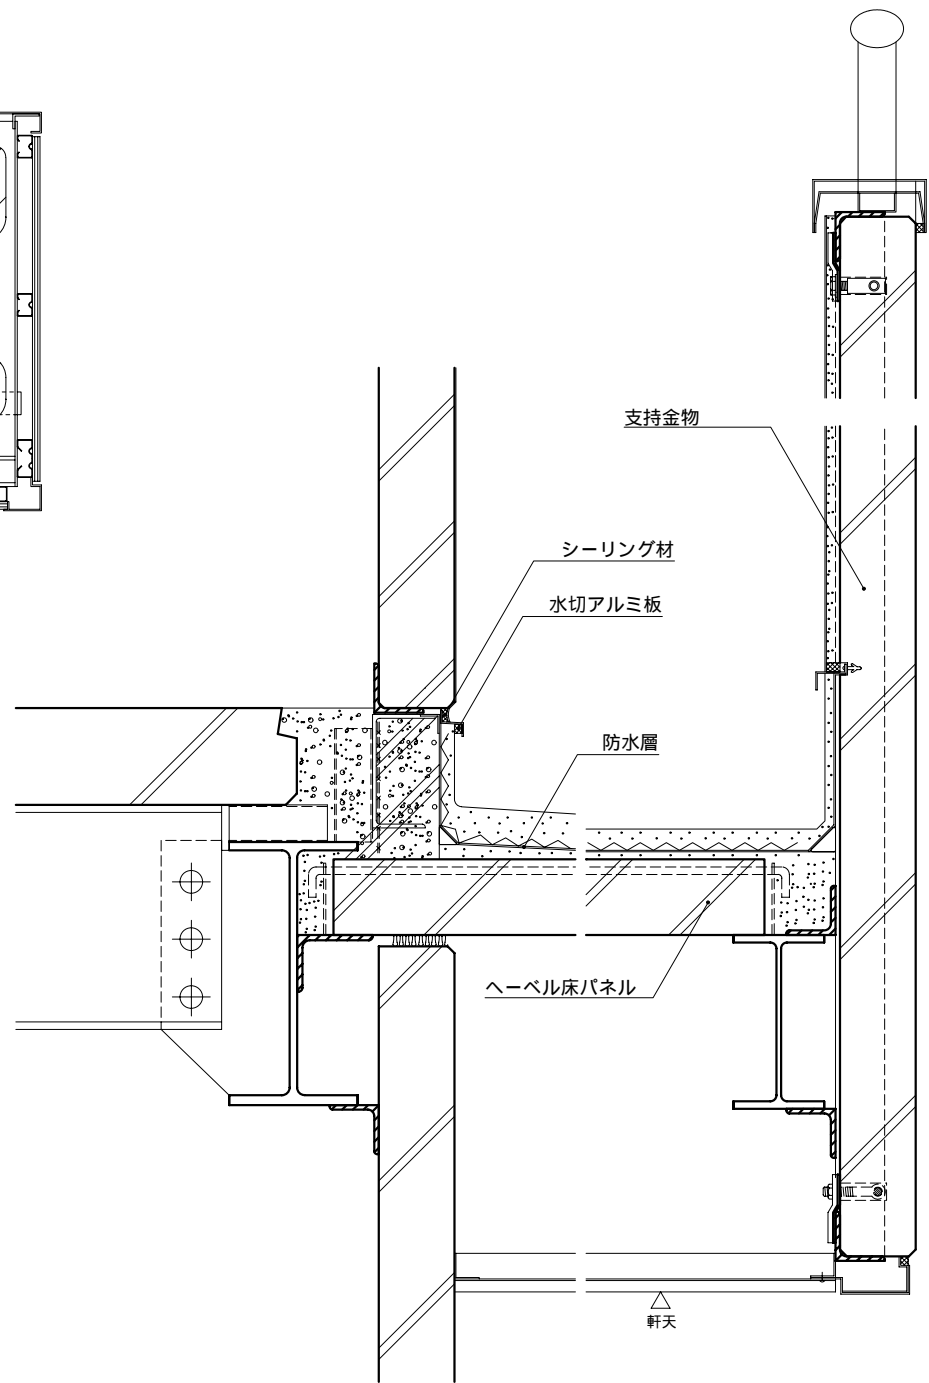 支持金物
シーリング材
水切アルミ板
防水層
ヘーベル床パネル
軒天